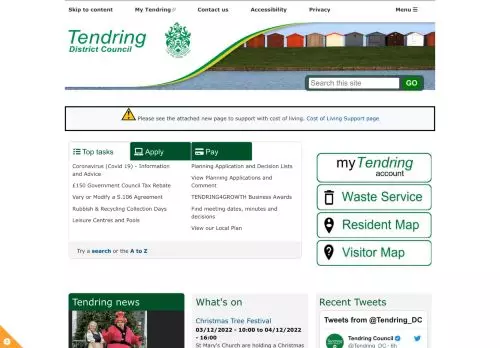 Skip to content My Tendring Contact us Accessibility Privacy Menu ☰
Tendring
District Council
Search this site GO
Please see the attached new page to support with cost of living. Cost of Living Support page
Top tasks Apply Pay
Coronavirus (Covid 19) - Information and Advice
£150 Government Council Tax Rebate
Vary or Modify a S.106 Agreement
Rubbish & Recycling Collection Days
Leisure Centres and Pools
Planning Application and Decision Lists
View Planning Applications and Comment
TENDRING4GROWTH Business Awards
Find meeting dates, minutes and decisions
View our Local Plan
Try a search or the A to Z
my Tendring
account
Waste Service
Resident Map
Visitor Map
Tendring news
What's on
Christmas Tree Festival
03/12/2022 - 10:00 to 04/12/2022 - 16:00
St Mary's Church are holding a Christmas
Recent Tweets
Tweets from @Tendring_DC
Tendring Council
@Tendring_DC · 6h